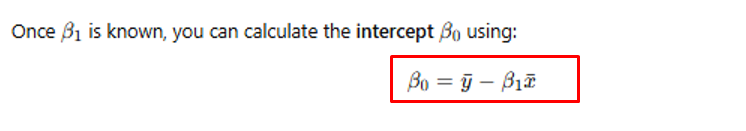 Once β₁ is known, you can calculate the intercept β₀ using:
β₀ = ȳ − β₁x̄